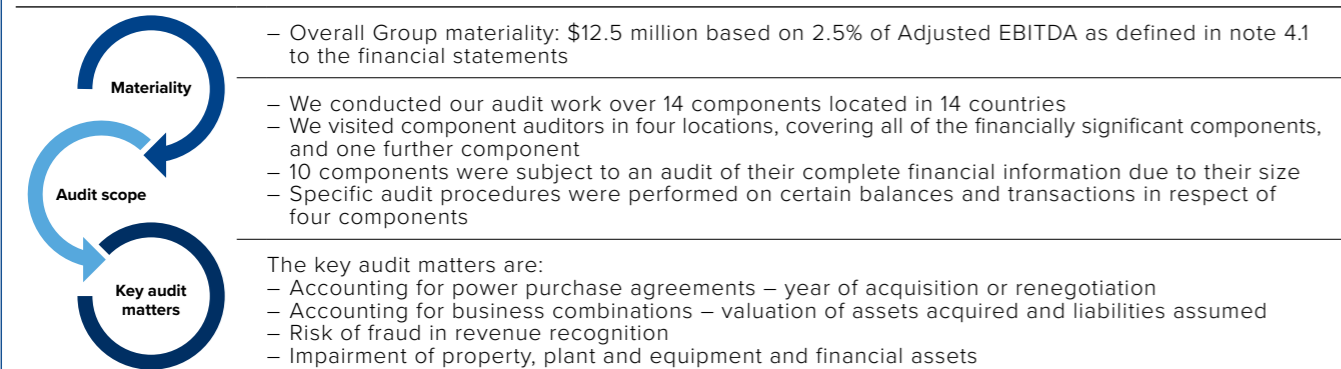 Materiality
– Overall Group materiality: $12.5 million based on 2.5% of Adjusted EBITDA as defined in note 4.1
to the financial statements
Audit scope
– We conducted our audit work over 14 components located in 14 countries
– We visited component auditors in four locations, covering all of the financially significant components,
and one further component
– 10 components were subject to an audit of their complete financial information due to their size
– Specific audit procedures were performed on certain balances and transactions in respect of
four components
Key audit
matters
The key audit matters are:
– Accounting for power purchase agreements – year of acquisition or renegotiation
– Accounting for business combinations – valuation of assets acquired and liabilities assumed
– Risk of fraud in revenue recognition
– Impairment of property, plant and equipment and financial assets